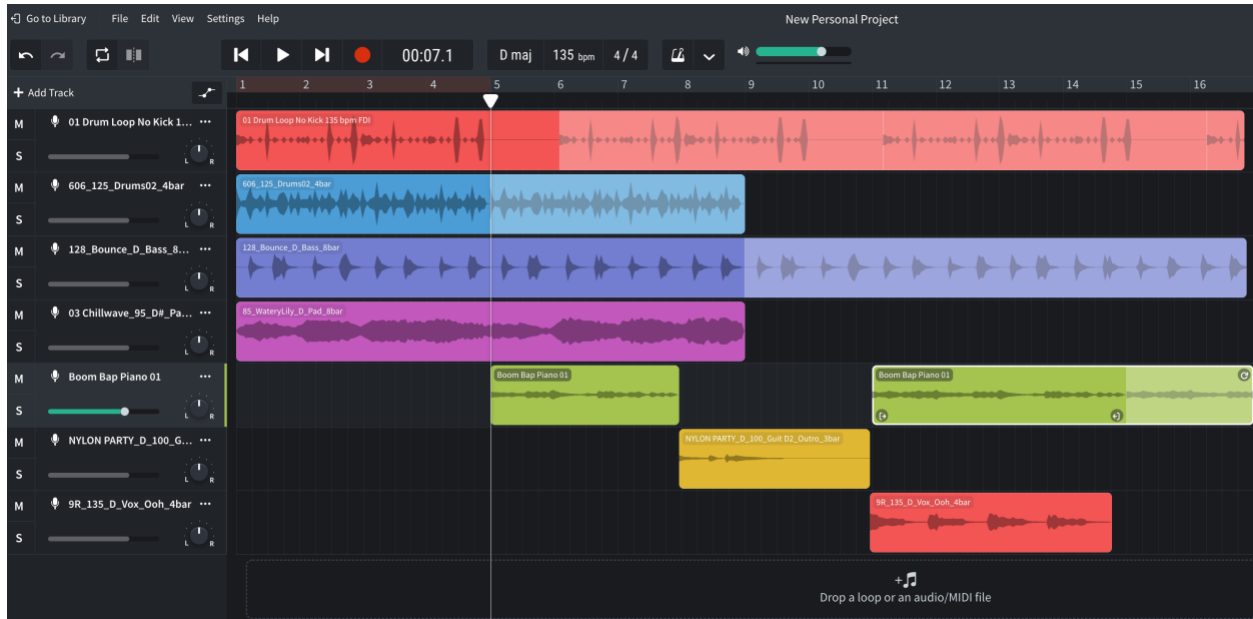 Go to Library File Edit View Settings Help New Personal Project
00:07.1 D maj 135 bpm 4 / 4
+ Add Track 1 2 3 4 5 6 7 8 9 10 11 12 13 14 15 16
M 01 Drum Loop No Kick 1... ••• 01 Drum Loop No Kick 135 bpm FDI
S L R
M 606_125_Drums02_4bar ••• 606_125_Drums02_4bar
S L R
M 128_Bounce_D_Bass_8... ••• 128_Bounce_D_Bass_8bar
S L R
M 03 Chillwave_95_D#_Pa... ••• 85_WateryLily_D_Pad_8bar
S L R
M Boom Bap Piano 01 ••• Boom Bap Piano 01 Boom Bap Piano 01
S L R
M NYLON PARTY_D_100_G... ••• NYLON PARTY_D_100_Guit D2_Outro_3bar
S L R
M 9R_135_D_Vox_Ooh_4bar ••• 9R_135_D_Vox_Ooh_4bar
S L R
Drop a loop or an audio/MIDI file